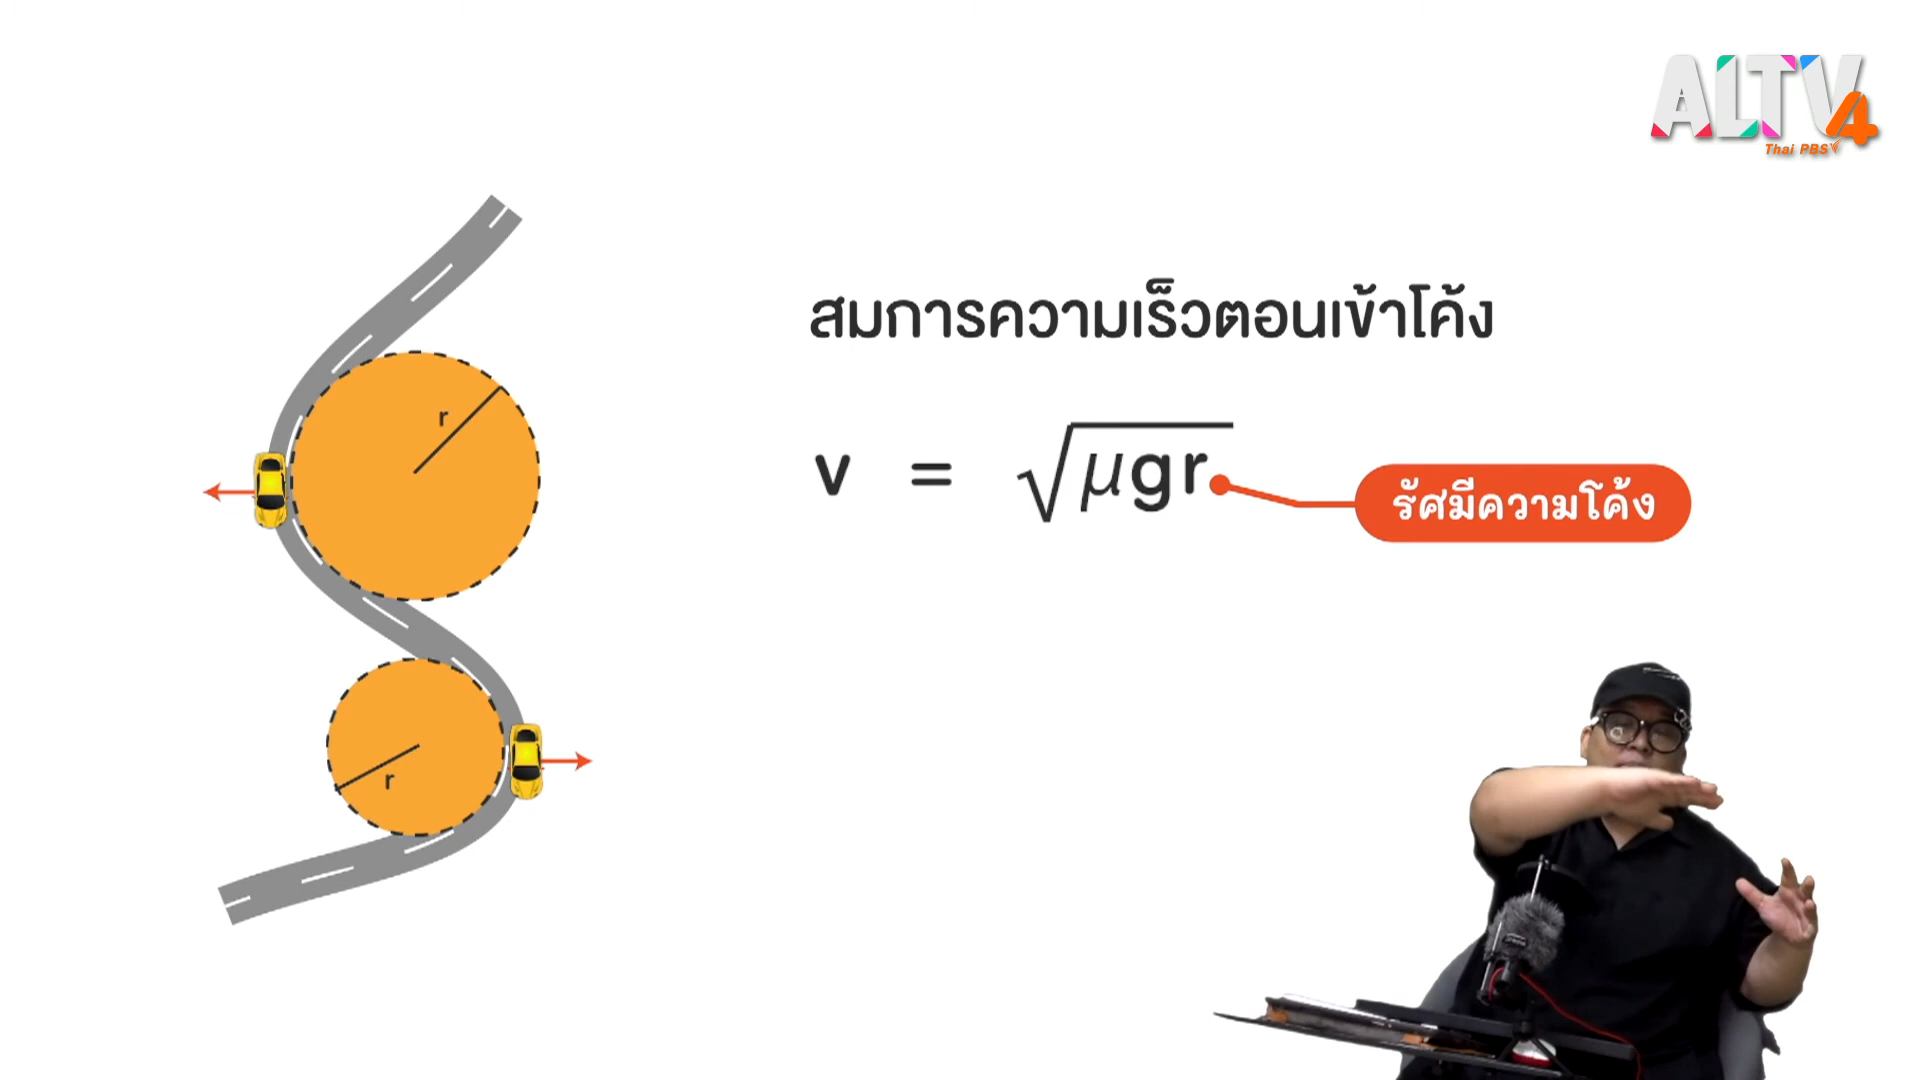 ALTV4
Thai PBS
สมการความเร็วตอนเข้าโค้ง
v = √μgr
รัศมีความโค้ง
r
r